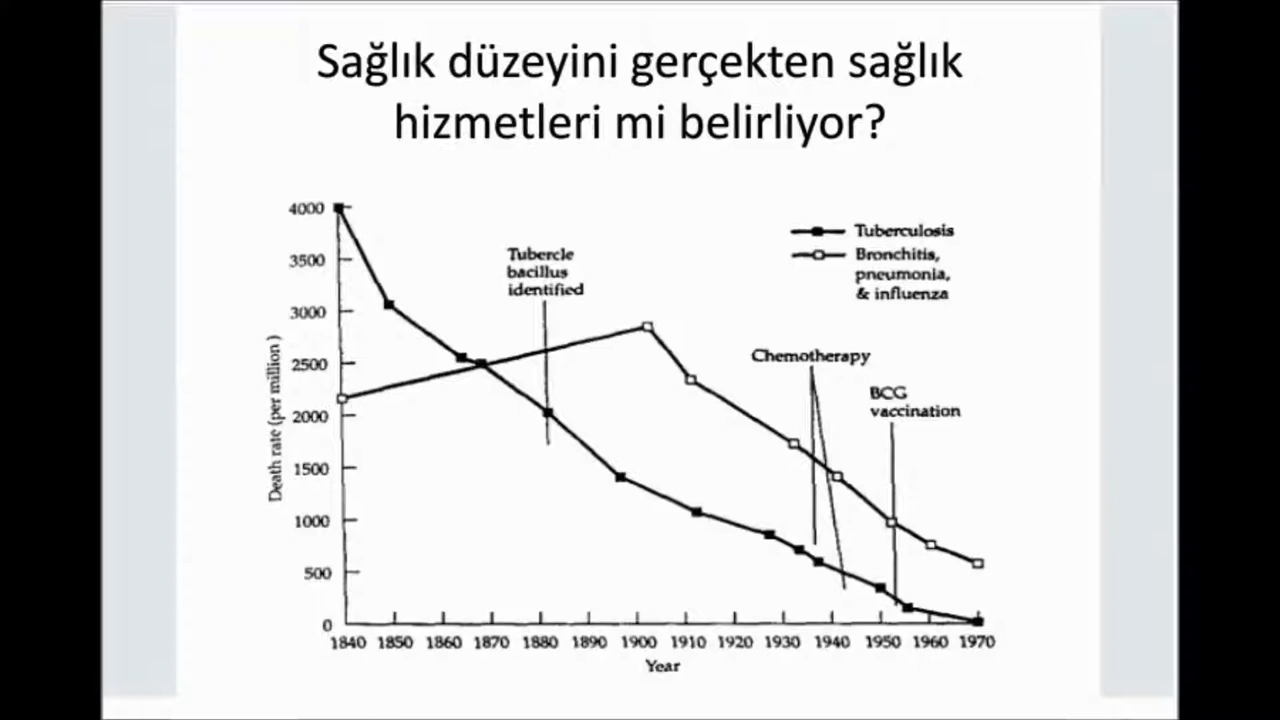 Sağlık düzeyini gerçekten sağlık
hizmetleri mi belirliyor?
4000
3500
3000
2500
2000
1500
1000
500
0
Death rate (per million )
Tubercle
bacillus
identified
Tuberculosis
Bronchitis,
pneumonia,
& influenza
Chemotherapy
BCG
vaccination
1840 1850 1860 1870 1880 1890 1900 1910 1920 1930 1940 1950 1960 1970
Year